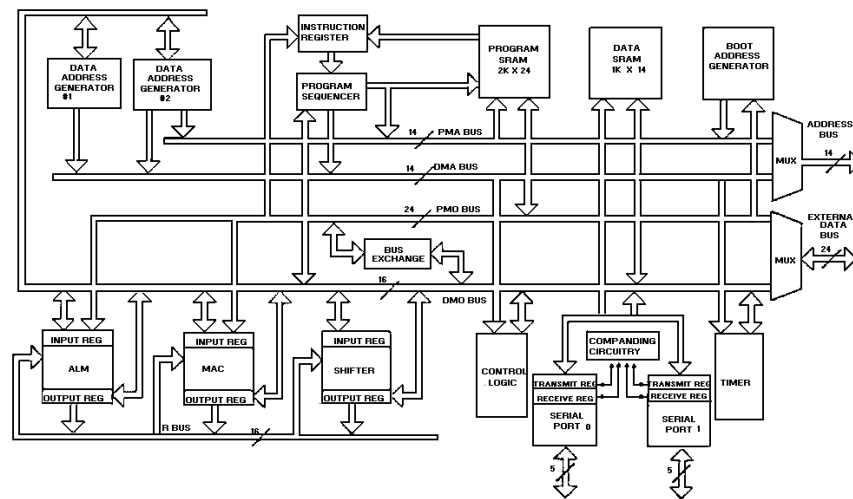 INSTRUCTION
REGISTER
PROGRAM
SRAM
2K X 24
DATA
SRAM
1K X 14
BOOT ADDRESS
GENERATOR
DATA
ADDRESS
GENERATOR
#1
DATA
ADDRESS
GENERATOR
#2
PROGRAM
SEQUENCER
ADDRESS
BUS
14
PMA BUS
14
MUX
14
DMA BUS
24
PMO BUS
EXTERNAL
DATA
BUS
24
MUX
BUS
EXCHANGE
16
DMO BUS
INPUT REG
ALM
OUTPUT REG
INPUT REG
MAC
OUTPUT REG
INPUT REG
SHIFTER
OUTPUT REG
R BUS
16
CONTROL
.LOGIC
COMPANDING
CIRCUITRY
TRANSMIT REG
RECEIVE REG
SERIAL
PORT 0
TRANSMIT REG
RECEIVE REG
SERIAL
PORT 1
TIMER
5
5